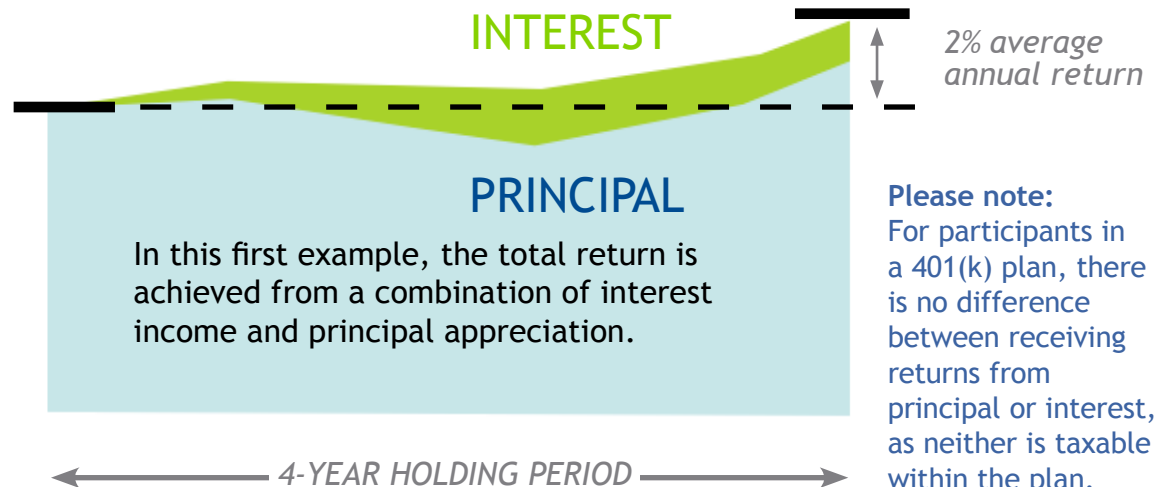 INTEREST
2% average
annual return
PRINCIPAL
In this first example, the total return is
achieved from a combination of interest
income and principal appreciation.
Please note:
For participants in
a 401(k) plan, there
is no difference
between receiving
returns from
principal or interest,
as neither is taxable
within the plan.
4-YEAR HOLDING PERIOD